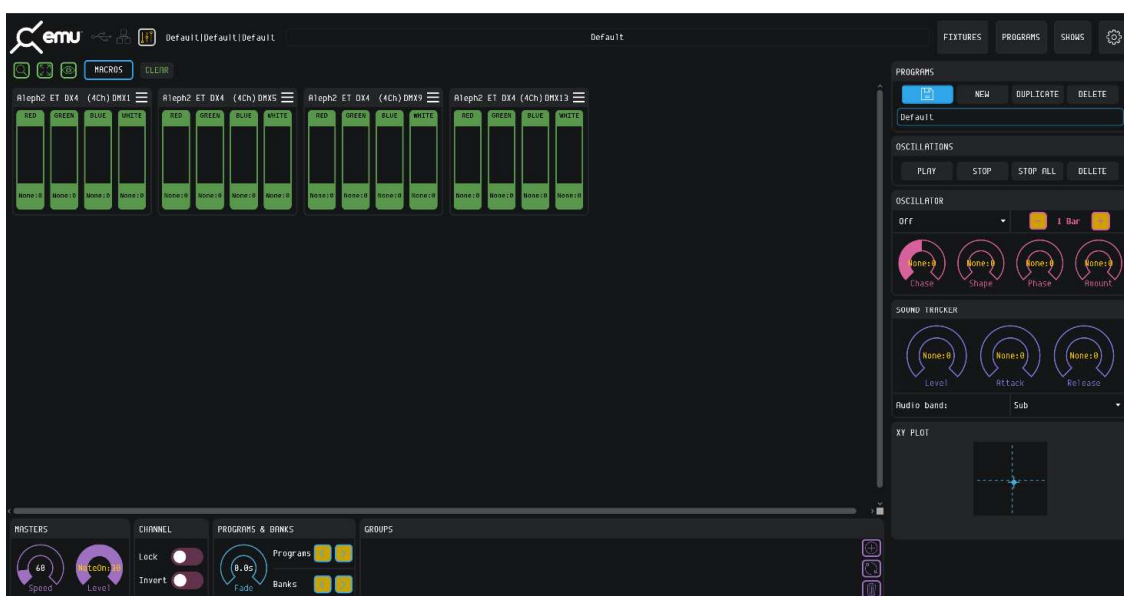 emu Default|Default|Default Default FIXTURES PROGRAMS SHOWS
MACROS CLEAR
Aleph2 ET DX4 (4Ch) DMX1 Aleph2 ET DX4 (4Ch) DMX5 Aleph2 ET DX4 (4Ch) DMX9 Aleph2 ET DX4 (4Ch) DMX13
RED GREEN BLUE WHITE RED GREEN BLUE WHITE RED GREEN BLUE WHITE RED GREEN BLUE WHITE
None:0 None:0 None:0 None:0 None:0 None:0 None:0 None:0 None:0 None:0 None:0 None:0 None:0 None:0 None:0 None:0
PROGRAMS
NEW DUPLICATE DELETE
Default
OSCILLATIONS
PLAY STOP STOP ALL DELETE
OSCILLATOR
Off - 1 Bar +
None:0 None:0 None:0 None:0
Chase Shape Phase Amount
SOUND TRACKER
None:0 None:0 None:0
Level Attack Release
Audio band: Sub
XY PLOT
MASTERS CHANNEL PROGRAMS & BANKS GROUPS
60 NoteOn:30 Lock 0.0s Programs
Speed Level Invert Fade Banks